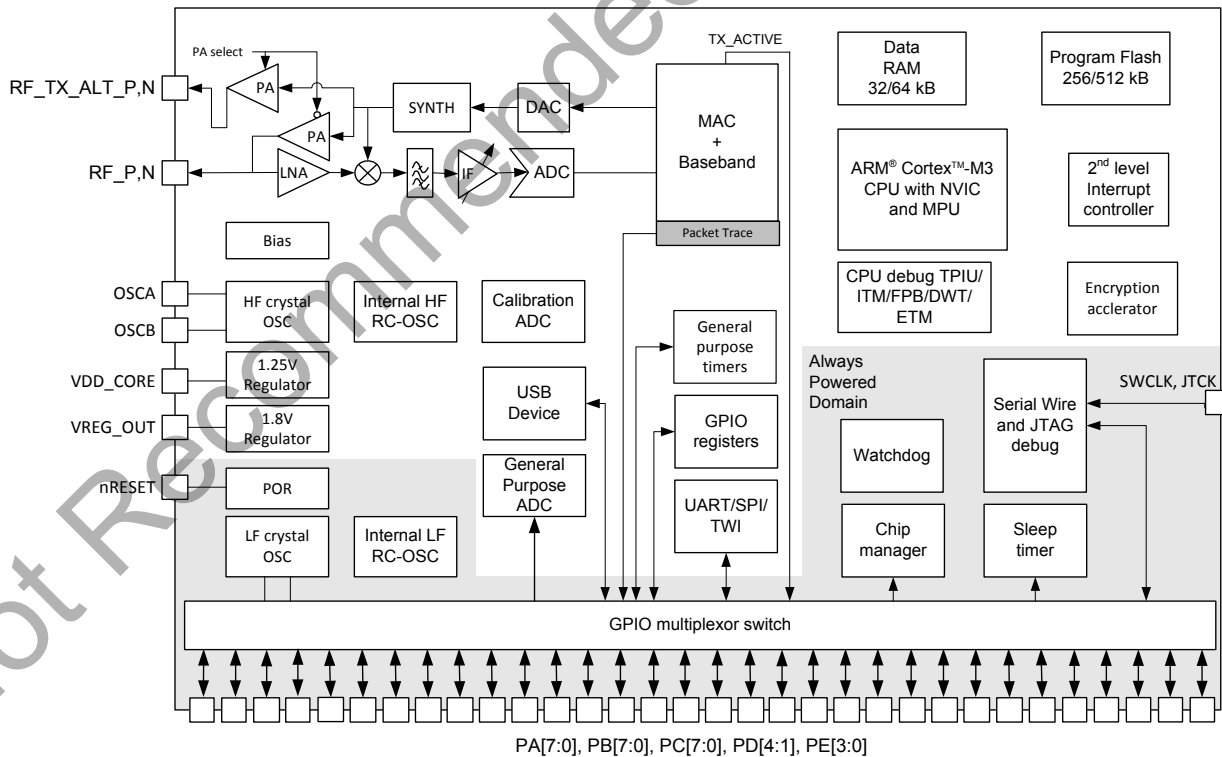 Not Recommended
TX_ACTIVE
PA select
RF_TX_ALT_P,N
PA
SYNTH
DAC
PA
RF_P,N
LNA
IF
ADC
MAC
+
Baseband
Packet Trace
Data
RAM
32/64 kB
Program Flash
256/512 kB
ARM® Cortex™-M3
CPU with NVIC
and MPU
2nd level
Interrupt
controller
Bias
OSCA
OSCB
HF crystal
OSC
Internal HF
RC-OSC
Calibration
ADC
CPU debug TPIU/
ITM/FPB/DWT/
ETM
Encryption
acclerator
General
purpose
timers
VDD_CORE
1.25V
Regulator
VREG_OUT
1.8V
Regulator
USB
Device
GPIO
registers
Always
Powered
Domain
Serial Wire
and JTAG
debug
SWCLK, JTCK
Watchdog
nRESET
POR
General
Purpose
ADC
UART/SPI/
TWI
LF crystal
OSC
Internal LF
RC-OSC
Chip
manager
Sleep
timer
GPIO multiplexor switch
PA[7:0], PB[7:0], PC[7:0], PD[4:1], PE[3:0]